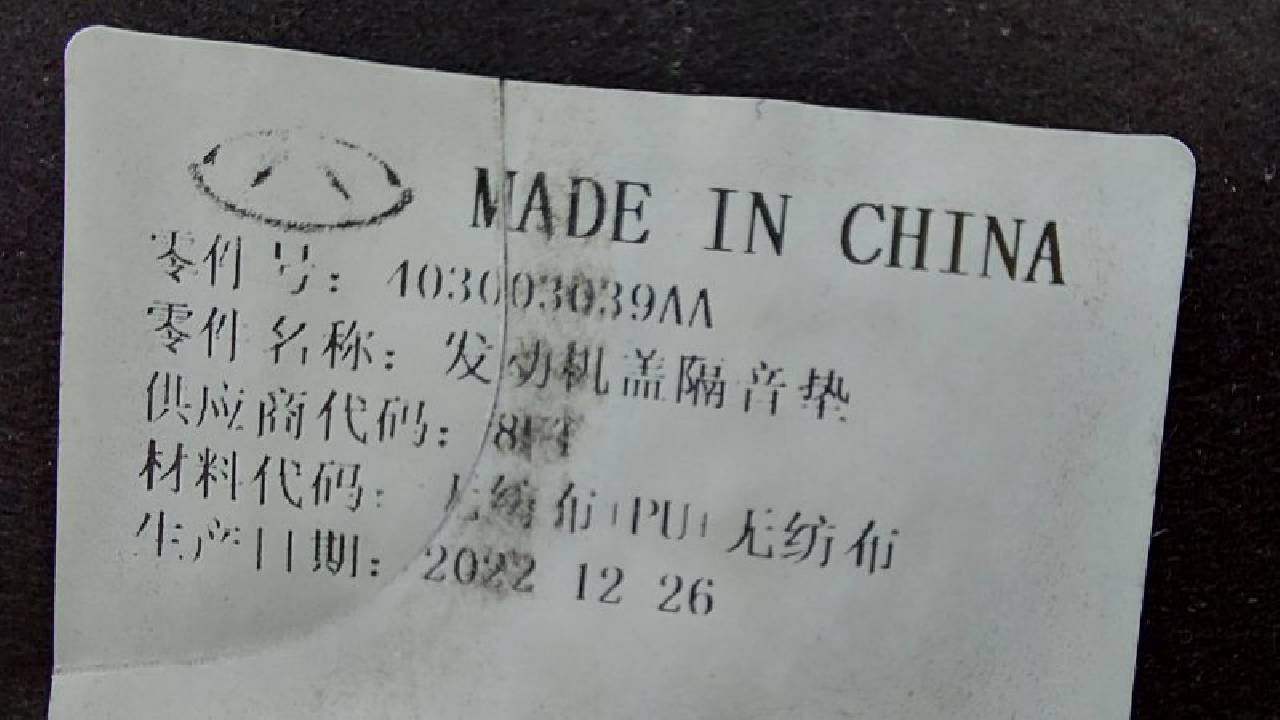 MADE IN CHINA
零件号: 403003039AA
零件名称: 发动机盖隔音垫
供应商代码:
材料代码: 无纺布+PU+无纺布
生产日期: 2022 12 26